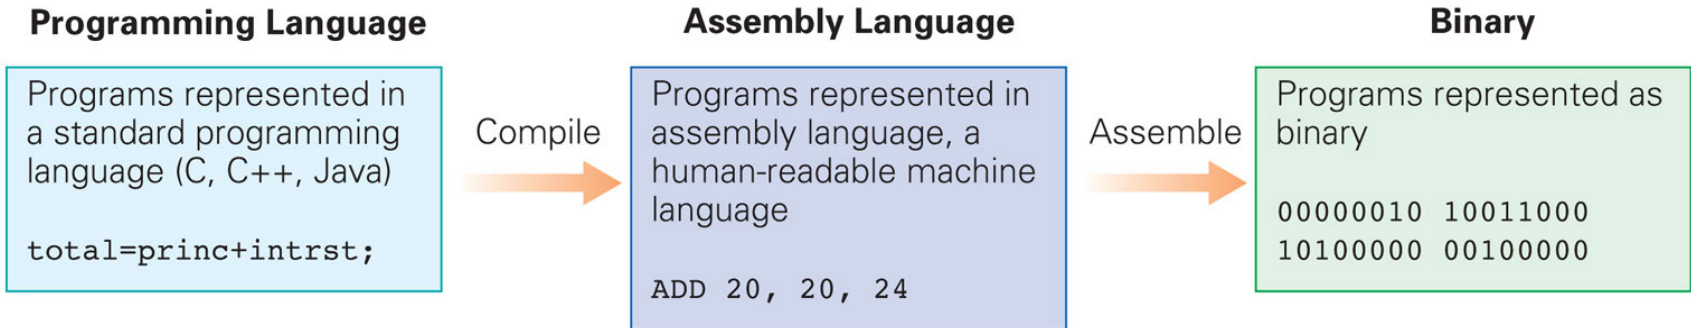 Programming Language
Programs represented in
a standard programming
language (C, C++, Java)
total=princ+intrst;
Compile
Assembly Language
Programs represented in
assembly language, a
human-readable machine
language
ADD 20, 20, 24
Assemble
Binary
Programs represented as
binary
00000010 10011000
10100000 00100000